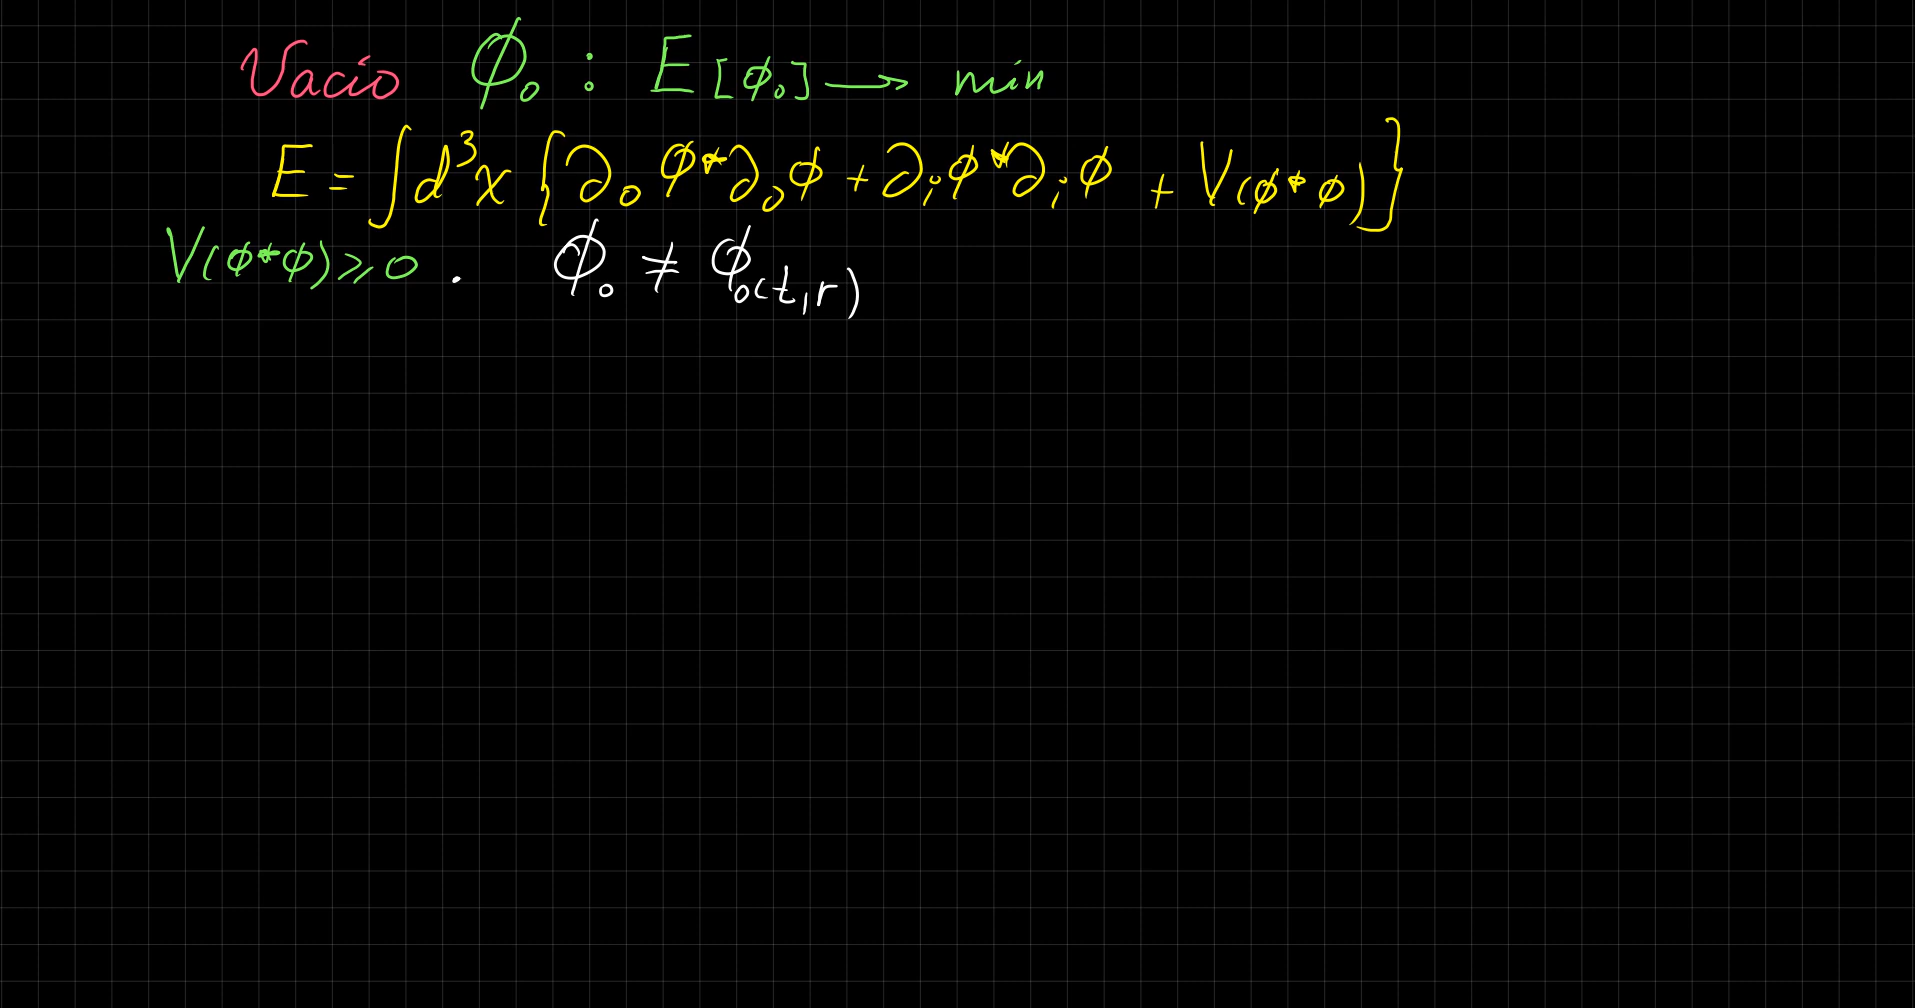 Vacio ϕ₀ : E[ϕ₀] → min
E = ∫d³x {∂₀ϕ*∂₀ϕ + ∂ᵢϕ*∂ᵢϕ + V(ϕ*ϕ)}
V(ϕ*ϕ) ⩾ 0 . ϕ₀ ≠ ϕ₀(t,r)